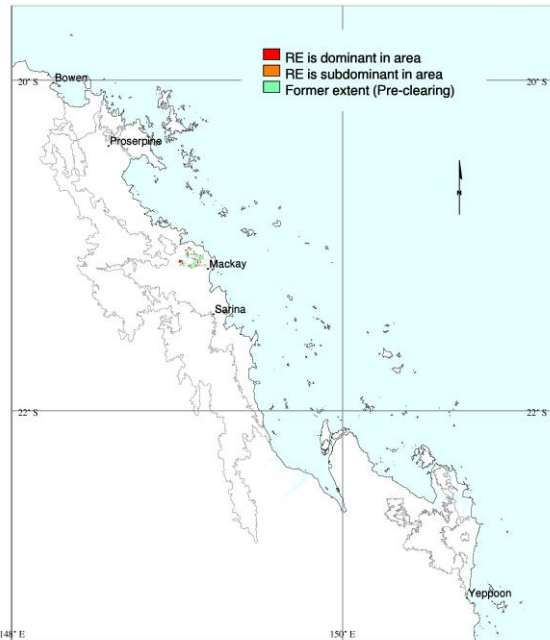 RE is dominant in area
RE is subdominant in area
Former extent (Pre-clearing)
20° S
20° S
Bowen
Proserpine
N
Mackay
Sarina
22° S
22° S
Yeppoon
148° E
150° E